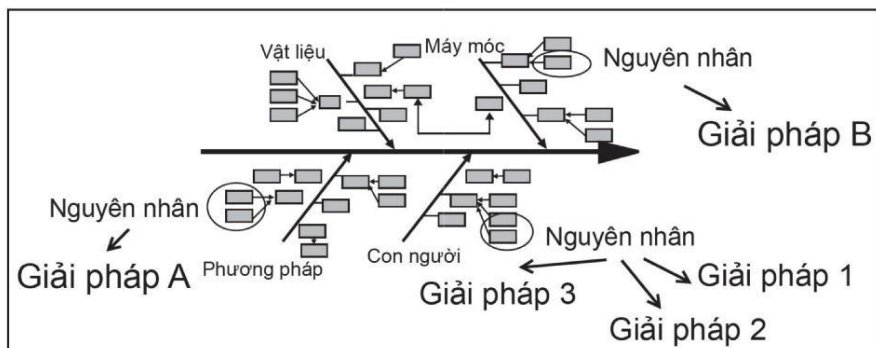 Vật liệu
Máy móc
Nguyên nhân
Giải pháp B
Nguyên nhân
Giải pháp A
Phương pháp
Con người
Nguyên nhân
Giải pháp 3
Giải pháp 1
Giải pháp 2